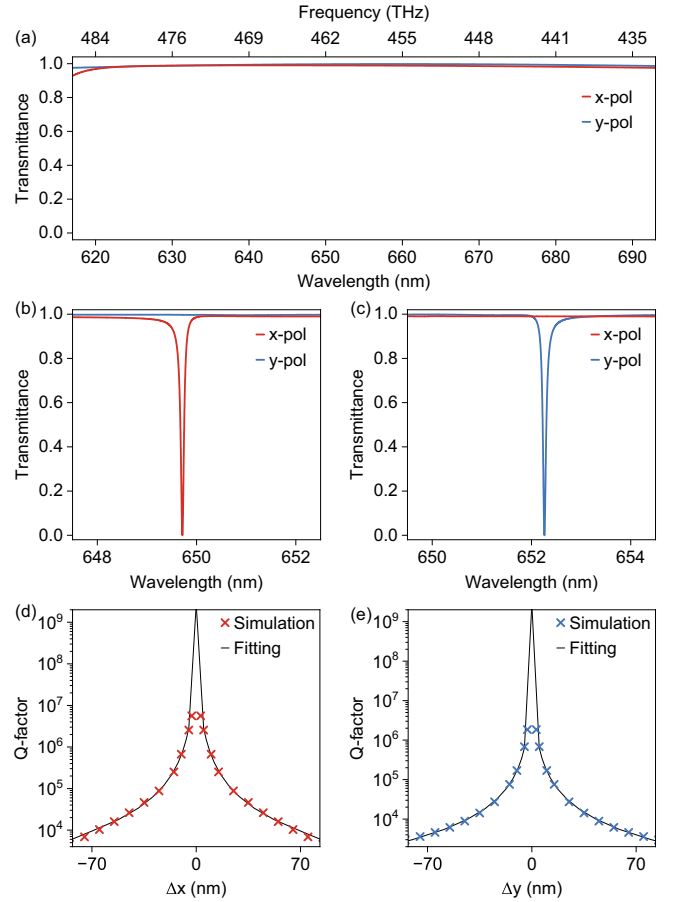 Frequency (THz)
(a) 484 476 469 462 455 448 441 435
1.0
0.8
0.6
0.4
0.2
0.0
Transmittance
x-pol
y-pol
620 630 640 650 660 670 680 690
Wavelength (nm)
(b)
1.0
0.8
0.6
0.4
0.2
0.0
Transmittance
x-pol
y-pol
648 650 652
Wavelength (nm)
(c)
1.0
0.8
0.6
0.4
0.2
0.0
Transmittance
x-pol
y-pol
650 652 654
Wavelength (nm)
(d)
10⁹
10⁸
10⁷
10⁶
10⁵
10⁴
Q-factor
Simulation
Fitting
−70 0 70
Δx (nm)
(e)
10⁹
10⁸
10⁷
10⁶
10⁵
10⁴
Q-factor
Simulation
Fitting
−70 0 70
Δy (nm)